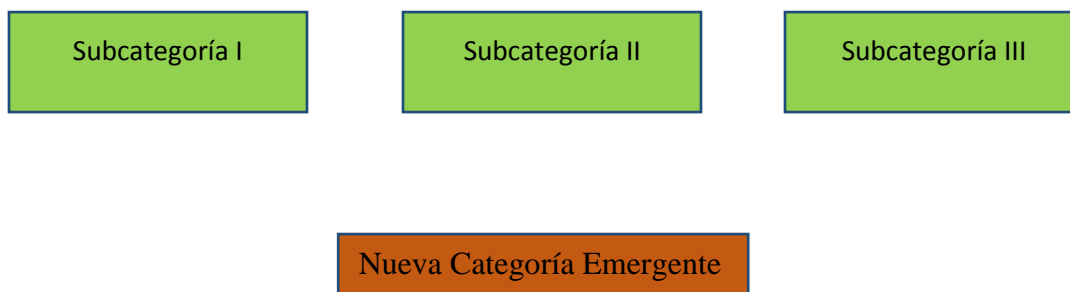 Subcategoría I
Subcategoría II
Subcategoría III
Nueva Categoría Emergente